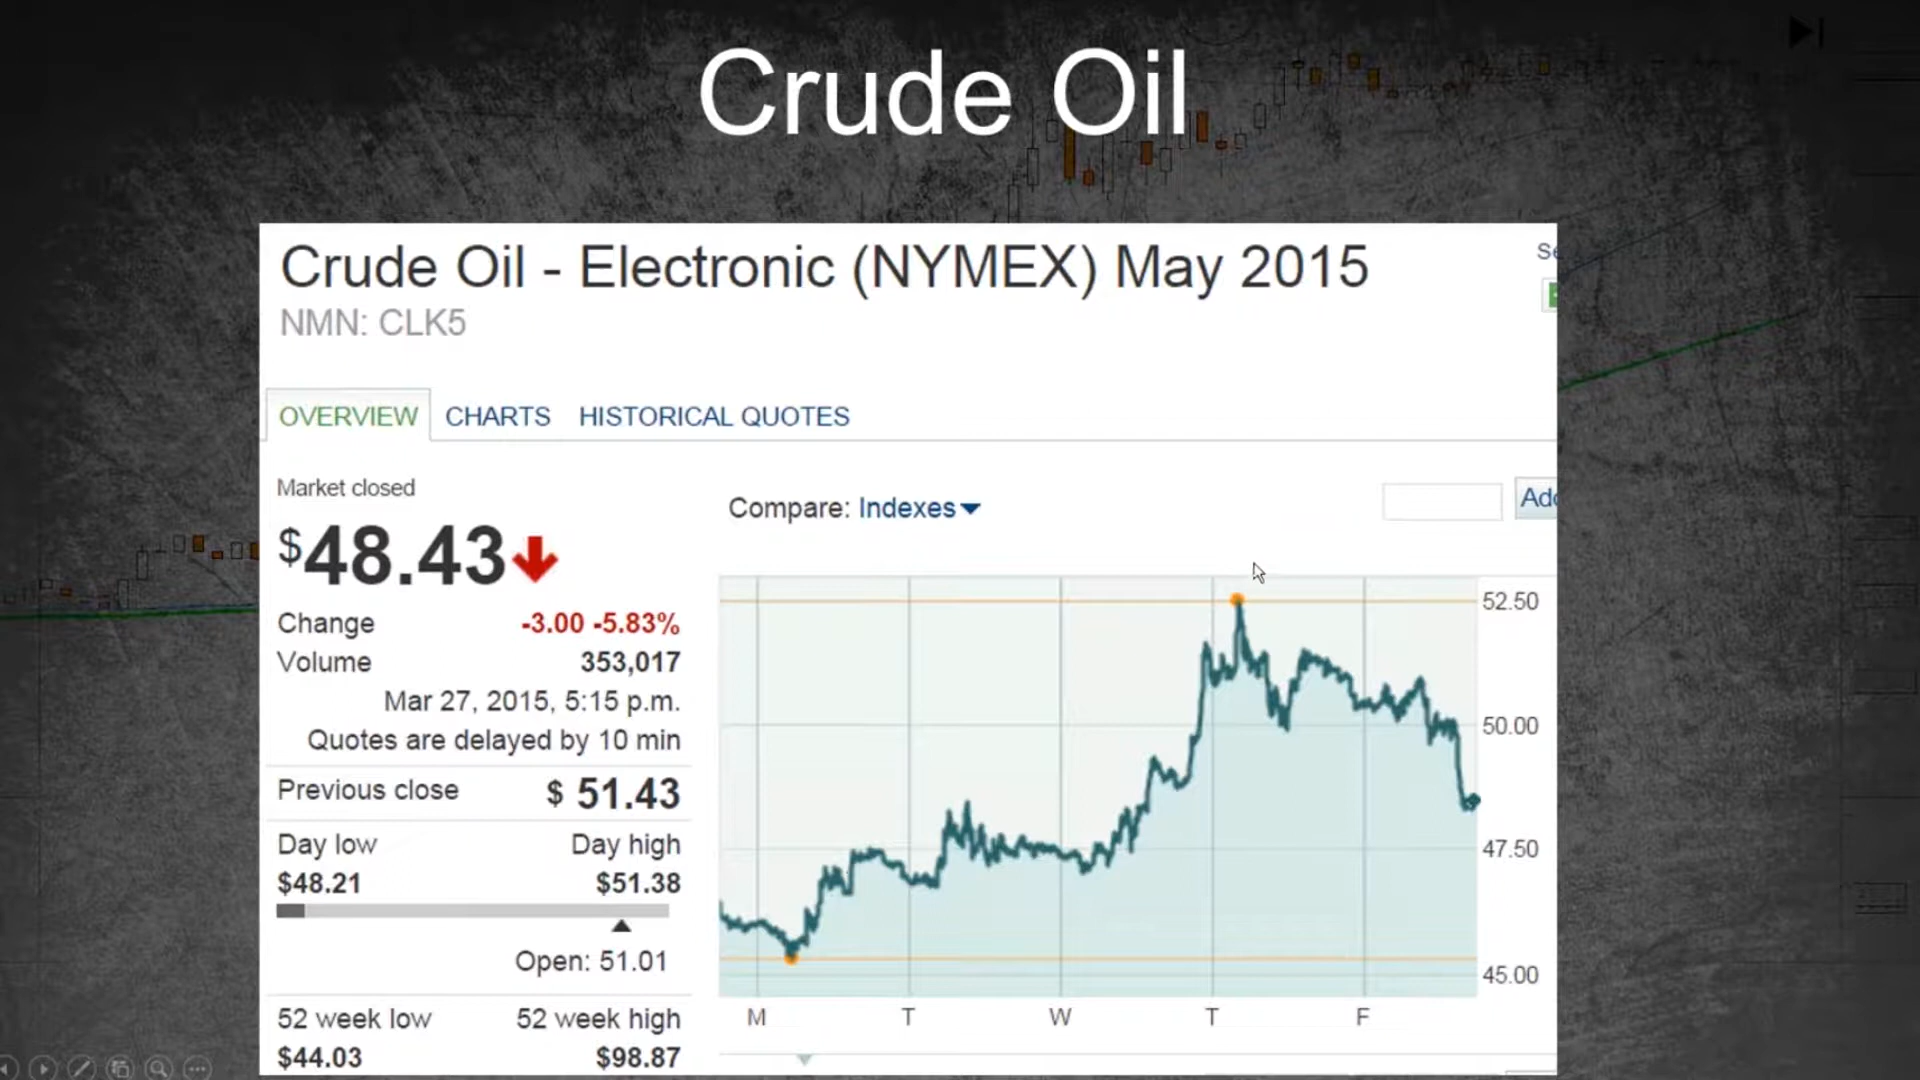 Crude Oil
Crude Oil - Electronic (NYMEX) May 2015
NMN: CLK5
OVERVIEW CHARTS HISTORICAL QUOTES
Market closed
$48.43
Change -3.00 -5.83%
Volume 353,017
Mar 27, 2015, 5:15 p.m.
Quotes are delayed by 10 min
Previous close $ 51.43
Day low Day high
$48.21 $51.38
Open: 51.01
52 week low 52 week high
$44.03 $98.87
Compare: Indexes
52.50
50.00
47.50
45.00
M T W T F